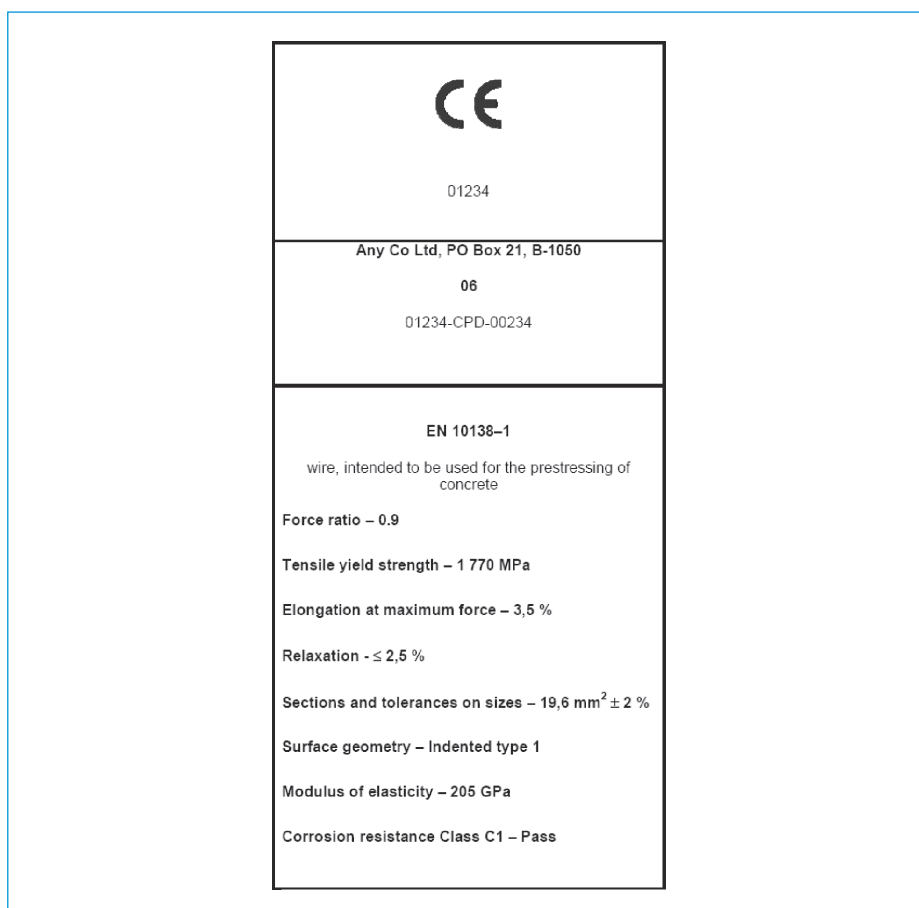 CE
01234
Any Co Ltd, PO Box 21, B-1050
06
01234-CPD-00234
EN 10138–1
wire, intended to be used for the prestressing of
concrete
Force ratio – 0.9
Tensile yield strength – 1 770 MPa
Elongation at maximum force – 3,5 %
Relaxation - ≤ 2,5 %
Sections and tolerances on sizes – 19,6 mm² ± 2 %
Surface geometry – Indented type 1
Modulus of elasticity – 205 GPa
Corrosion resistance Class C1 – Pass